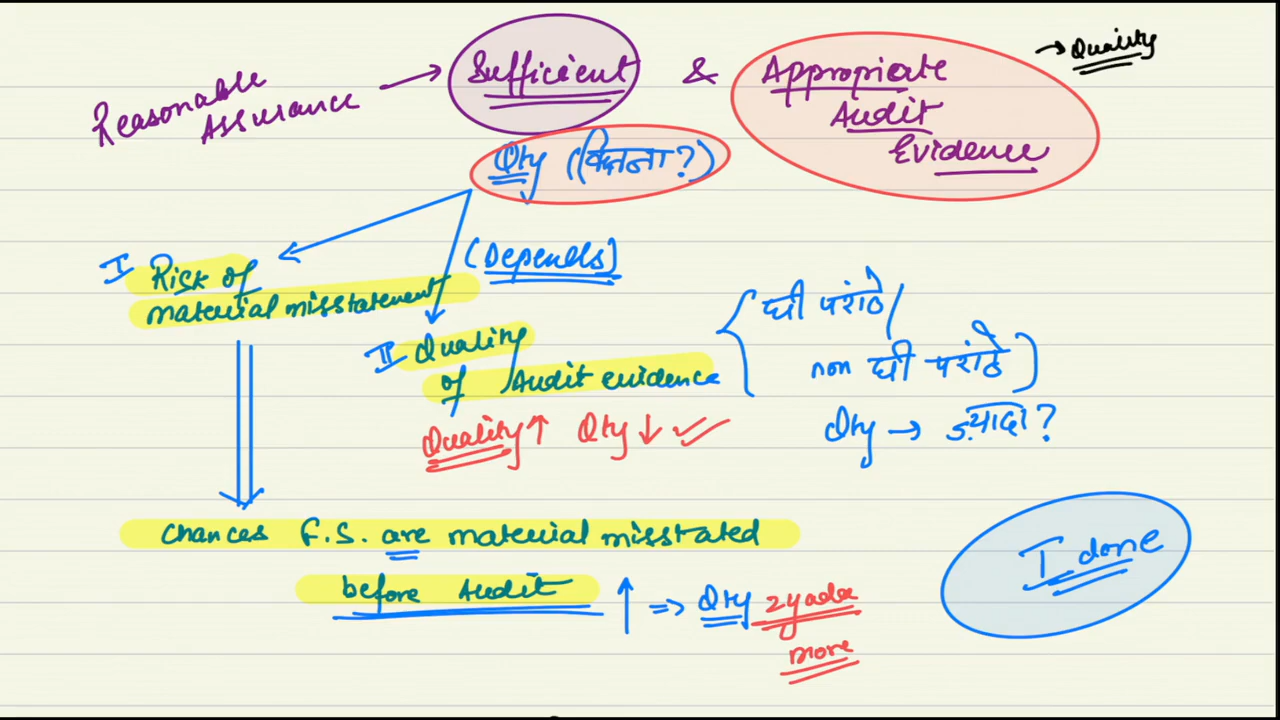 Reasonable Assurance → Sufficient & Appropriate Audit Evidence
→ Quality
Qty (कितना?)
(Depends)
I Risk of
material misstatement
II Quality
of Audit evidence
घी परांठे
non घी परांठे
Qty → ज़्यादा?
Quality ↑ Qty ↓ ✓
Chances F.S. are material misstated
before Audit ↑ ⇒ Qty zyada
more
I done